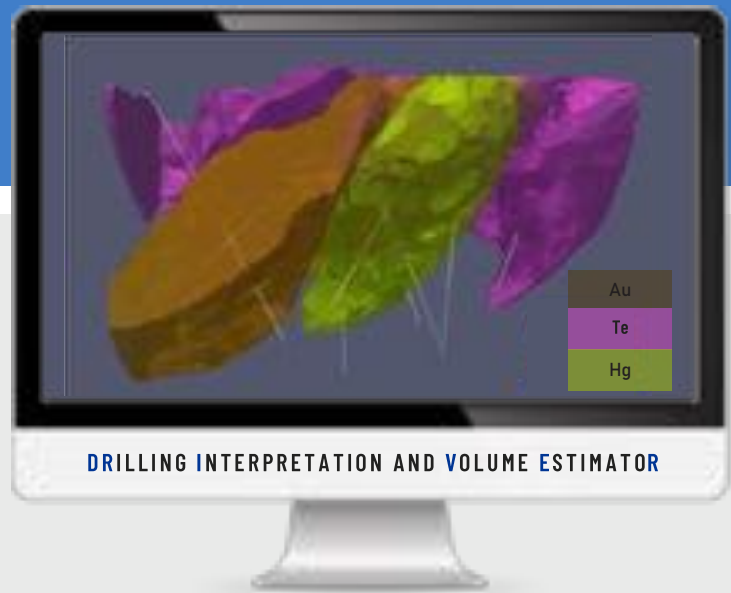 Au
Te
Hg
DRILLING INTERPRETATION AND VOLUME ESTIMATOR